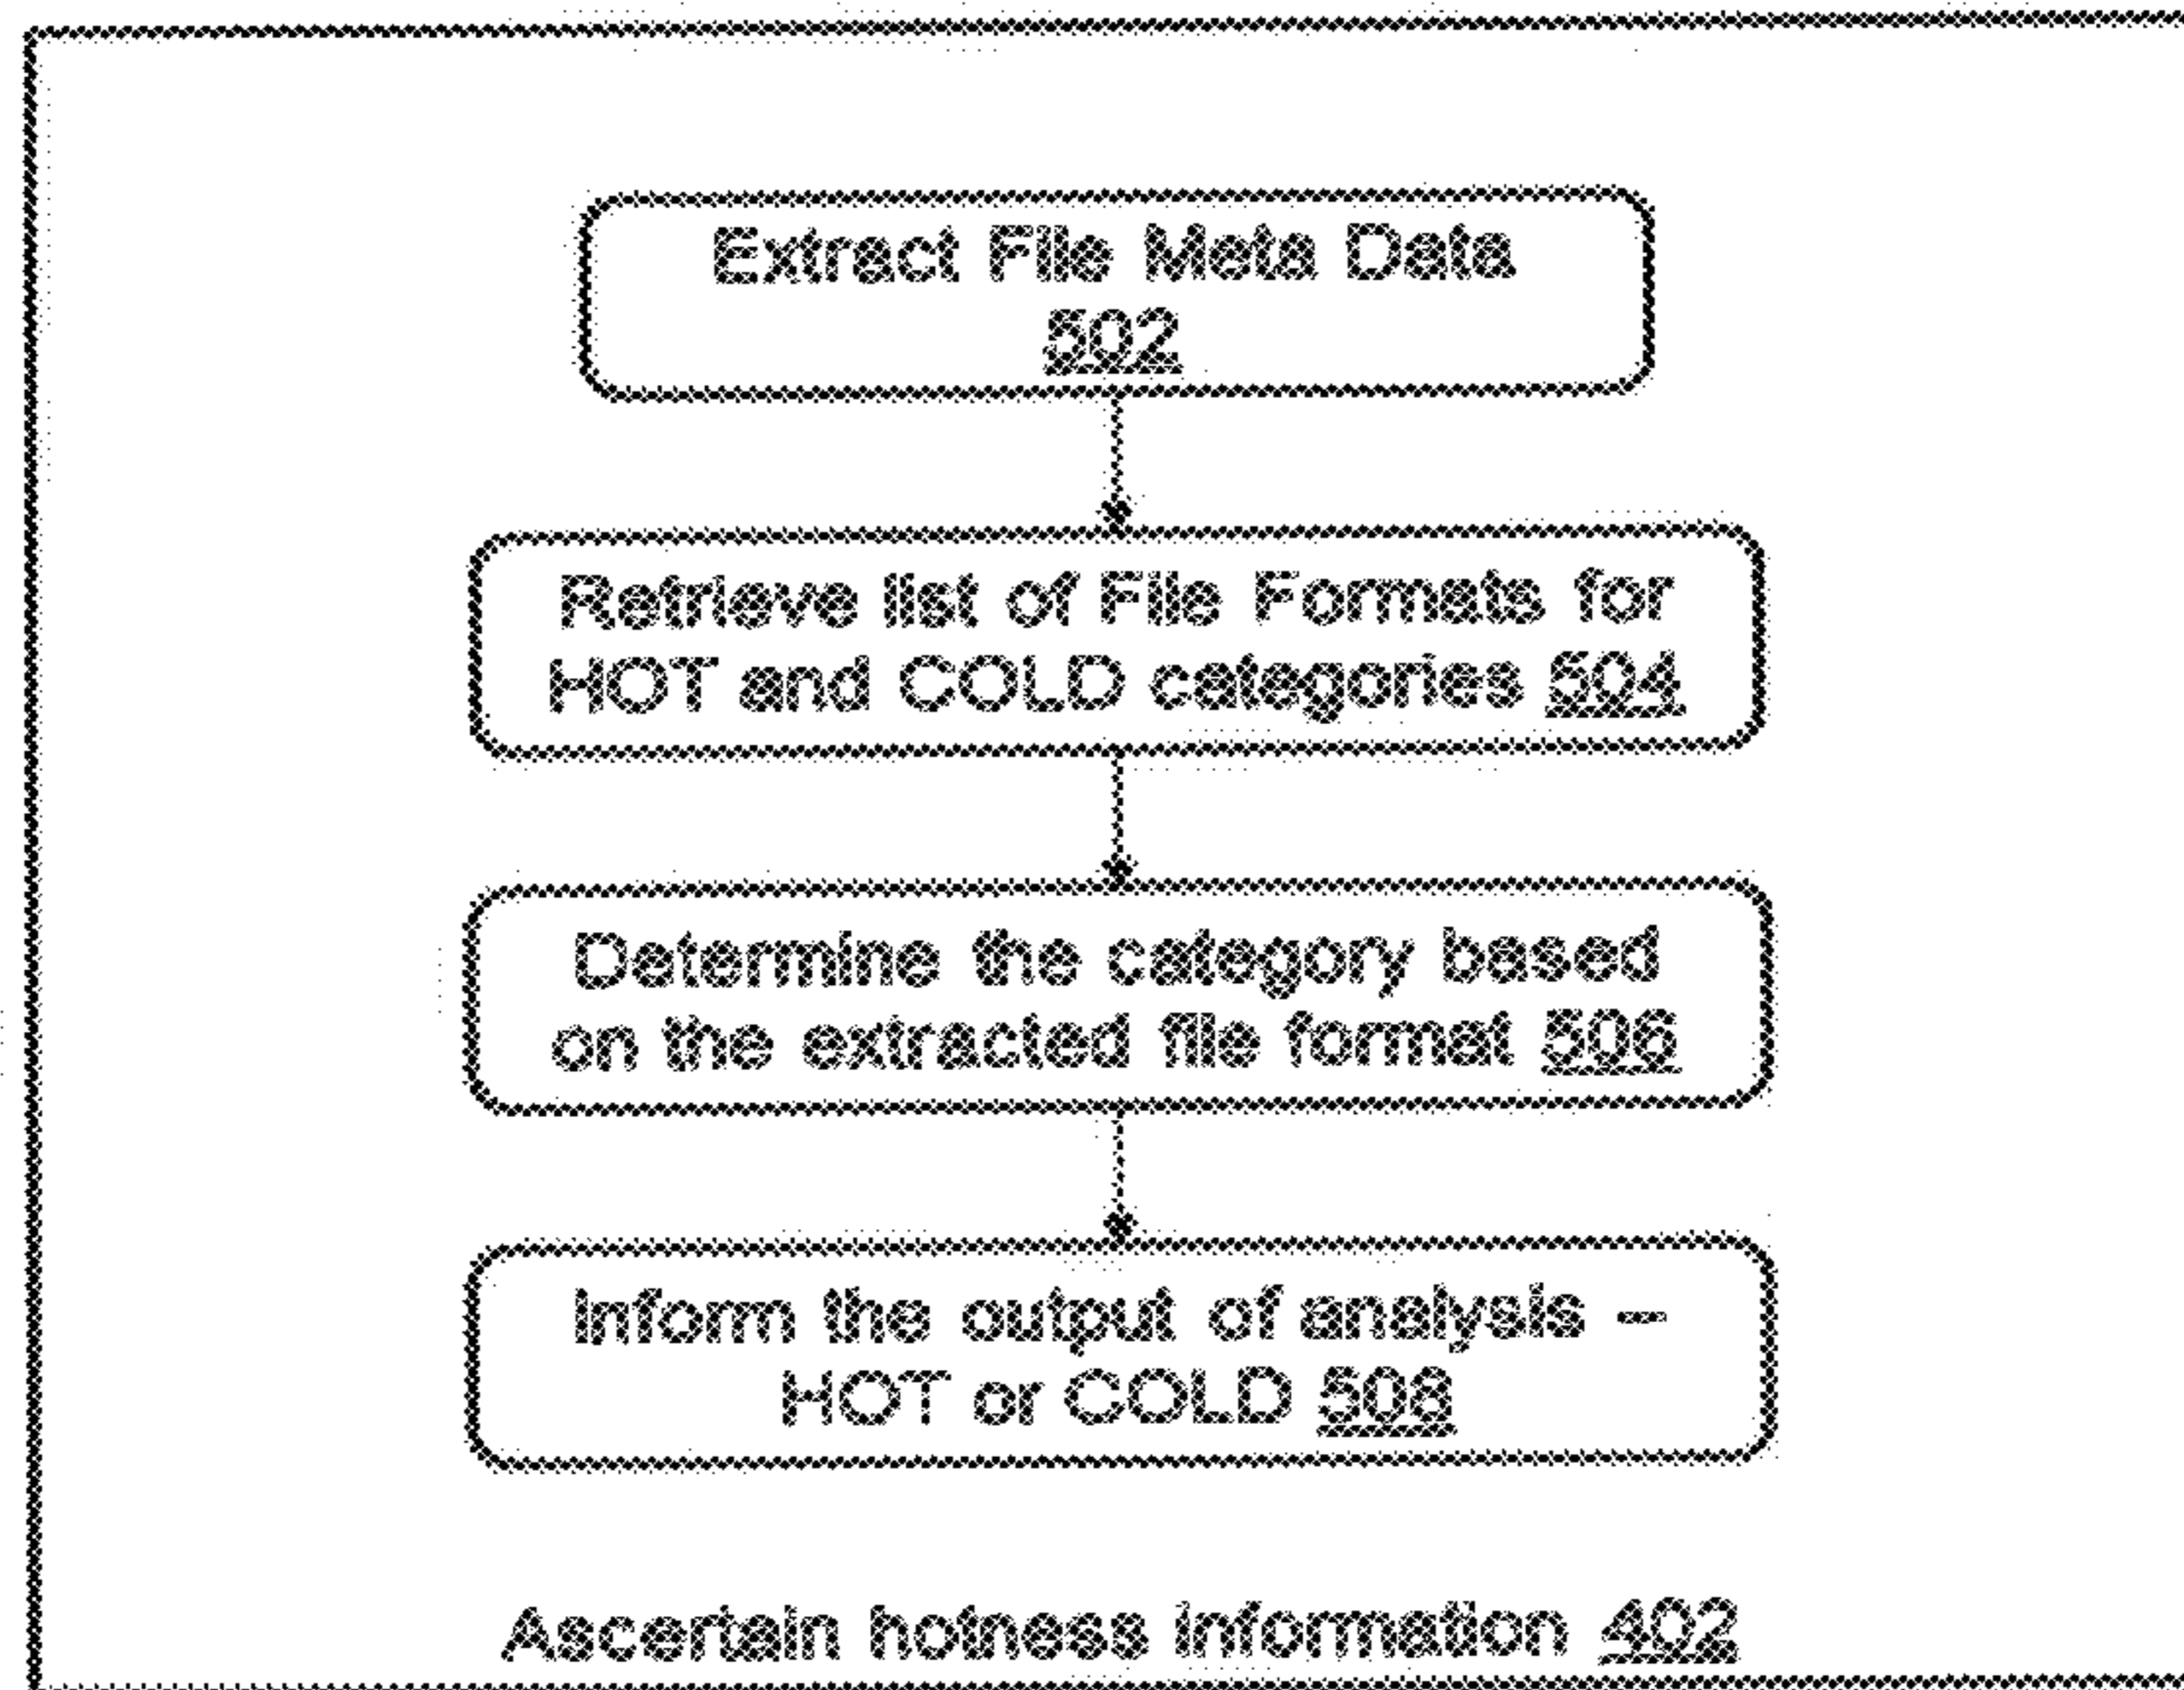 Extract File Meta Data
502
Retrieve list of File Formats for
HOT and COLD categories 504
Determine the category based
on the extracted file format 506
Inform the output of analysis –
HOT or COLD 508
Ascertain hotness information 402